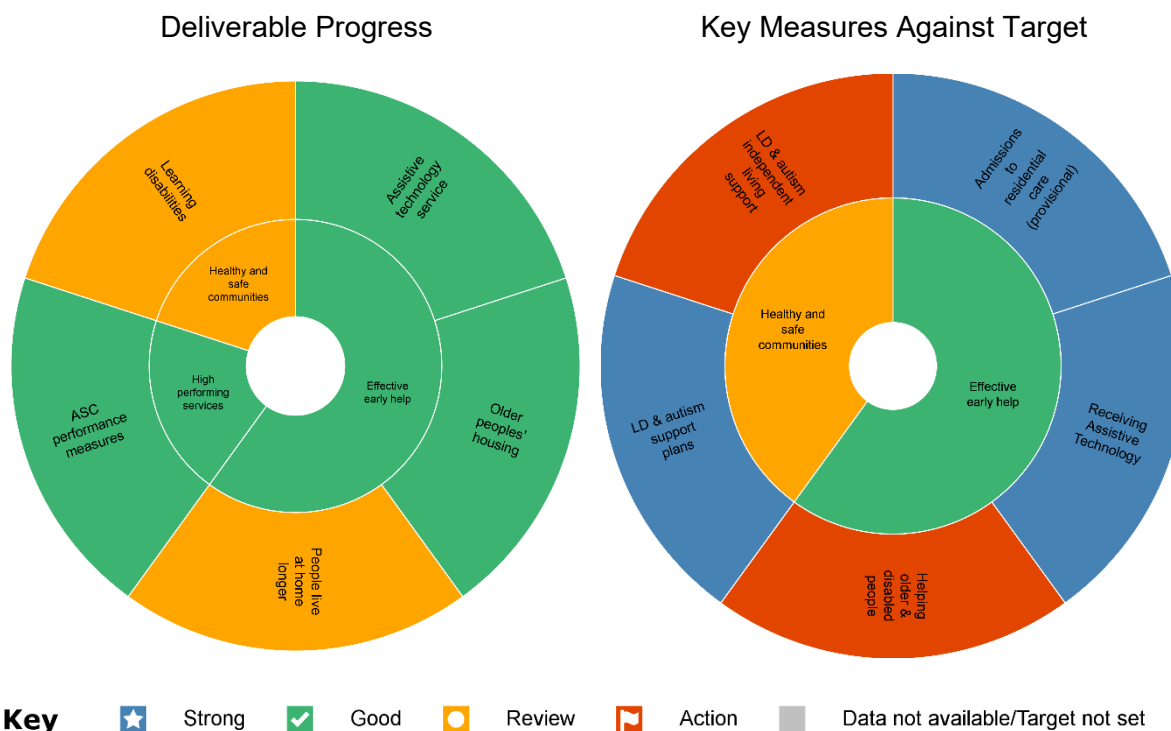 Deliverable Progress
Key Measures Against Target
Learning
disabilities
Assistive
technology
service
Healthy and
safe
communities
High
performing
services
Effective
early help
ASC
performance
measures
Older
peoples'
housing
People live
at home
longer
LD & autism
independent
living
support
Admissions
to
residential
care
(provisional)
Healthy and
safe
communities
Effective
early help
LD & autism
support
plans
Receiving
Assistive
Technology
Helping
older &
disabled
people
Key Strong Good Review Action Data not available/Target not set